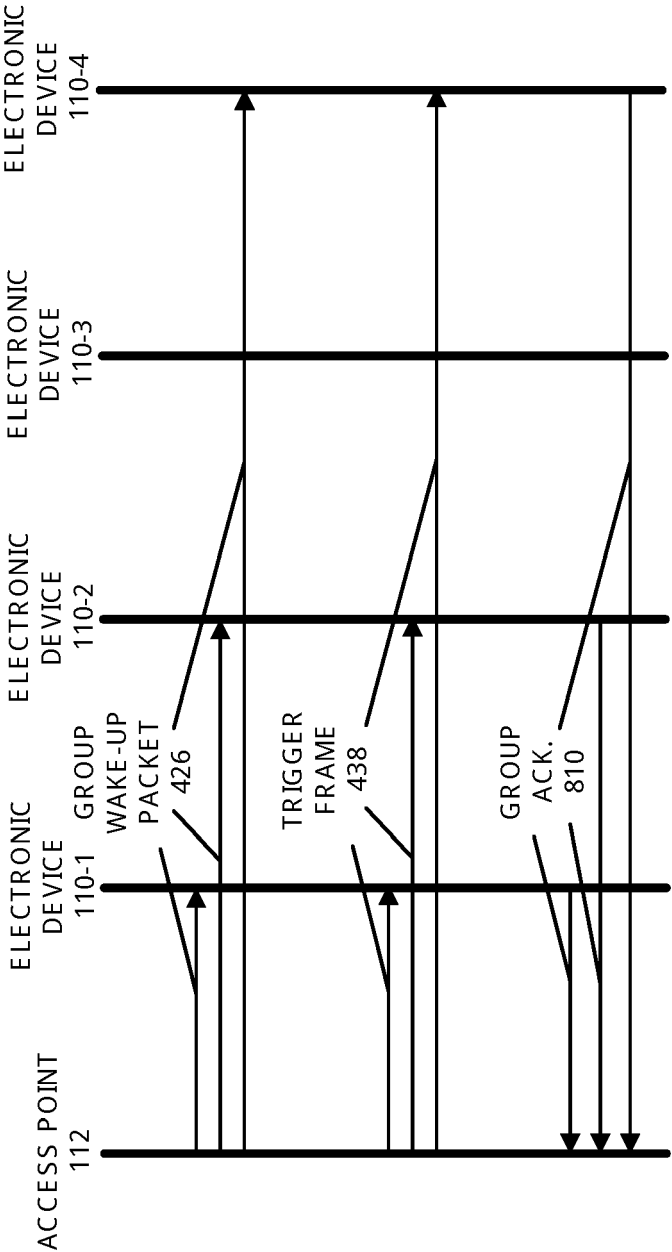 ACCESS POINT
112
ELECTRONIC
DEVICE
110-1
ELECTRONIC
DEVICE
110-2
ELECTRONIC
DEVICE
110-3
ELECTRONIC
DEVICE
110-4
GROUP
WAKE-UP
PACKET
426
TRIGGER
FRAME
438
GROUP
ACK.
810